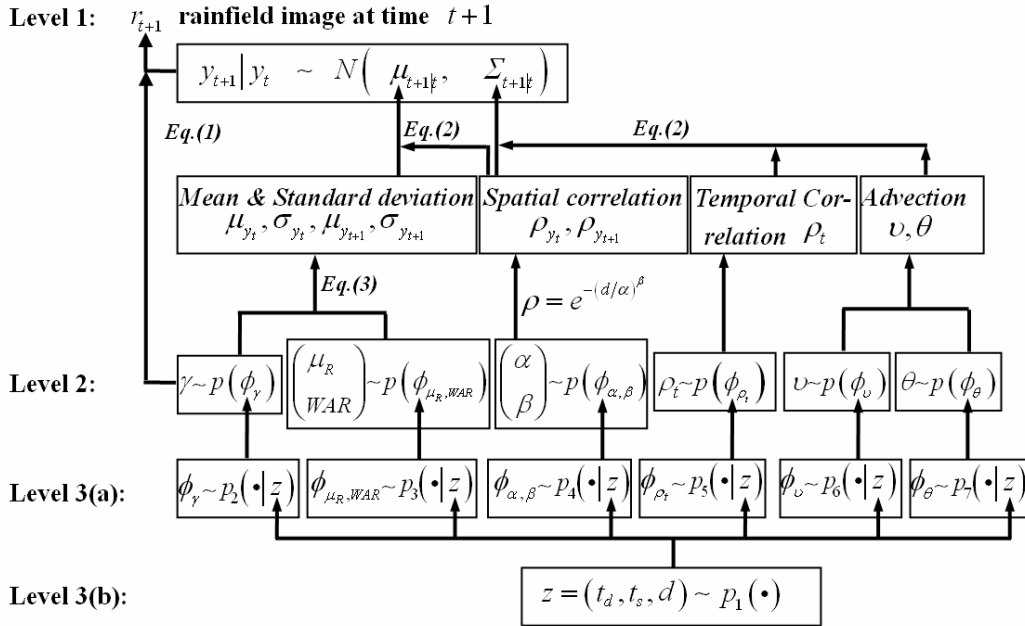 Level 1: r_{t+1} rainfield image at time t+1
y_{t+1}|y_t ~ N( μ_{t+1|t}, Σ_{t+1|t} )
Eq.(1)
Eq.(2)
Eq.(2)
Mean & Standard deviation
μ_{y_t}, σ_{y_t}, μ_{y_{t+1}}, σ_{y_{t+1}}
Spatial correlation
ρ_{y_t}, ρ_{y_{t+1}}
Temporal Cor-
relation ρ_t
Advection
υ, θ
Eq.(3)
ρ = e^{-(d/α)^β}
Level 2:
γ~p(ϕ_γ)
(μ_R WAR)~p(ϕ_{μ_R,WAR})
(α β)~p(ϕ_{α,β})
ρ_t~p(ϕ_{ρ_t})
υ~p(ϕ_υ)
θ~p(ϕ_θ)
Level 3(a):
ϕ_γ~p_2(•|z)
ϕ_{μ_R,WAR}~p_3(•|z)
ϕ_{α,β}~p_4(•|z)
ϕ_{ρ_t}~p_5(•|z)
ϕ_υ~p_6(•|z)
ϕ_θ~p_7(•|z)
Level 3(b):
z=(t_d,t_s,d)~ p_1(•)